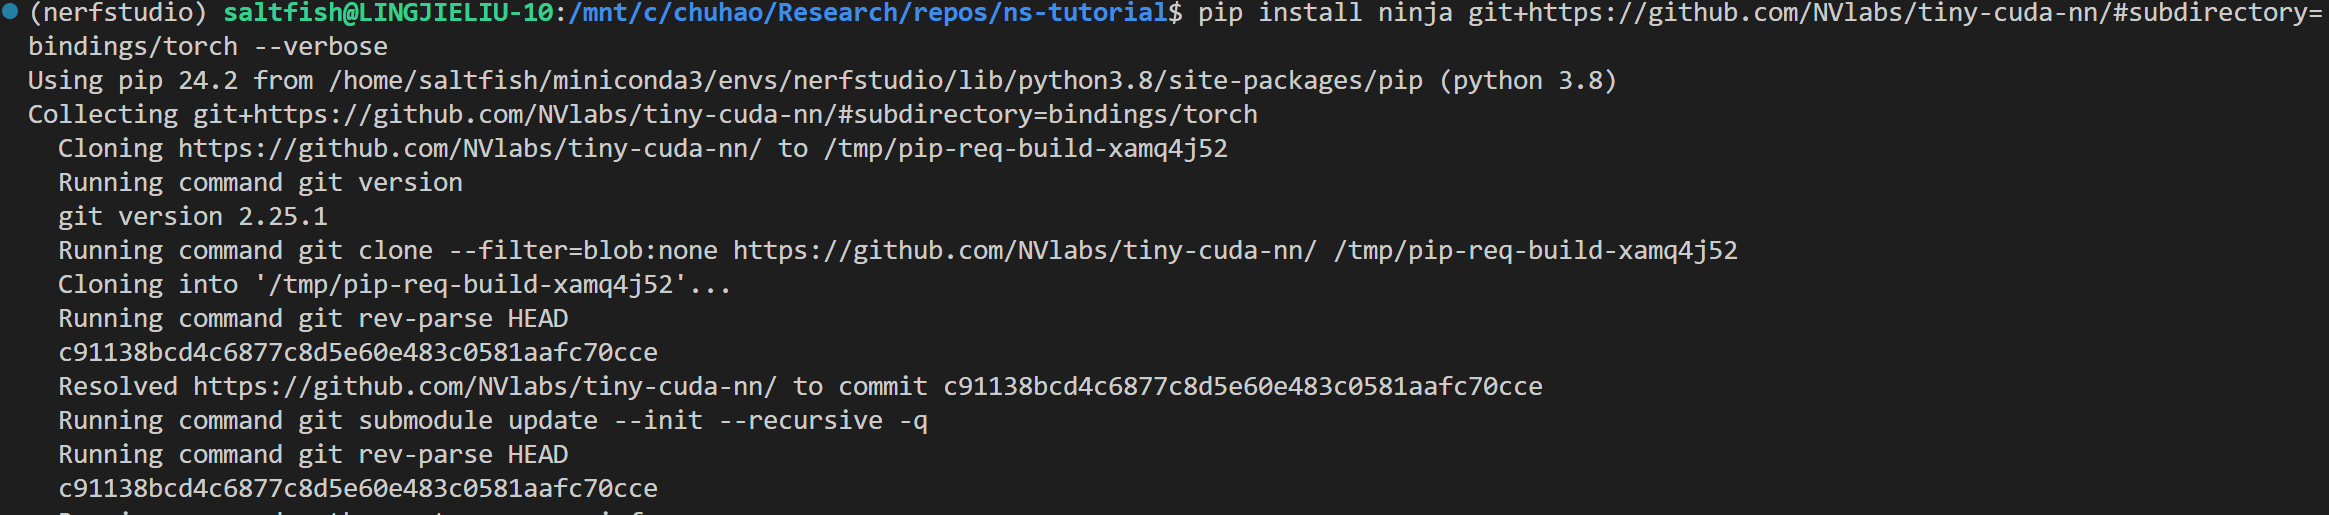 (nerfstudio) saltfish@LINGJIELIU-10:/mnt/c/chuhao/Research/repos/ns-tutorial$ pip install ninja git+https://github.com/NVlabs/tiny-cuda-nn/#subdirectory=
bindings/torch --verbose
Using pip 24.2 from /home/saltfish/miniconda3/envs/nerfstudio/lib/python3.8/site-packages/pip (python 3.8)
Collecting git+https://github.com/NVlabs/tiny-cuda-nn/#subdirectory=bindings/torch
Cloning https://github.com/NVlabs/tiny-cuda-nn/ to /tmp/pip-req-build-xamq4j52
Running command git version
git version 2.25.1
Running command git clone --filter=blob:none https://github.com/NVlabs/tiny-cuda-nn/ /tmp/pip-req-build-xamq4j52
Cloning into '/tmp/pip-req-build-xamq4j52'...
Running command git rev-parse HEAD
c91138bcd4c6877c8d5e60e483c0581aafc70cce
Resolved https://github.com/NVlabs/tiny-cuda-nn/ to commit c91138bcd4c6877c8d5e60e483c0581aafc70cce
Running command git submodule update --init --recursive -q
Running command git rev-parse HEAD
c91138bcd4c6877c8d5e60e483c0581aafc70cce